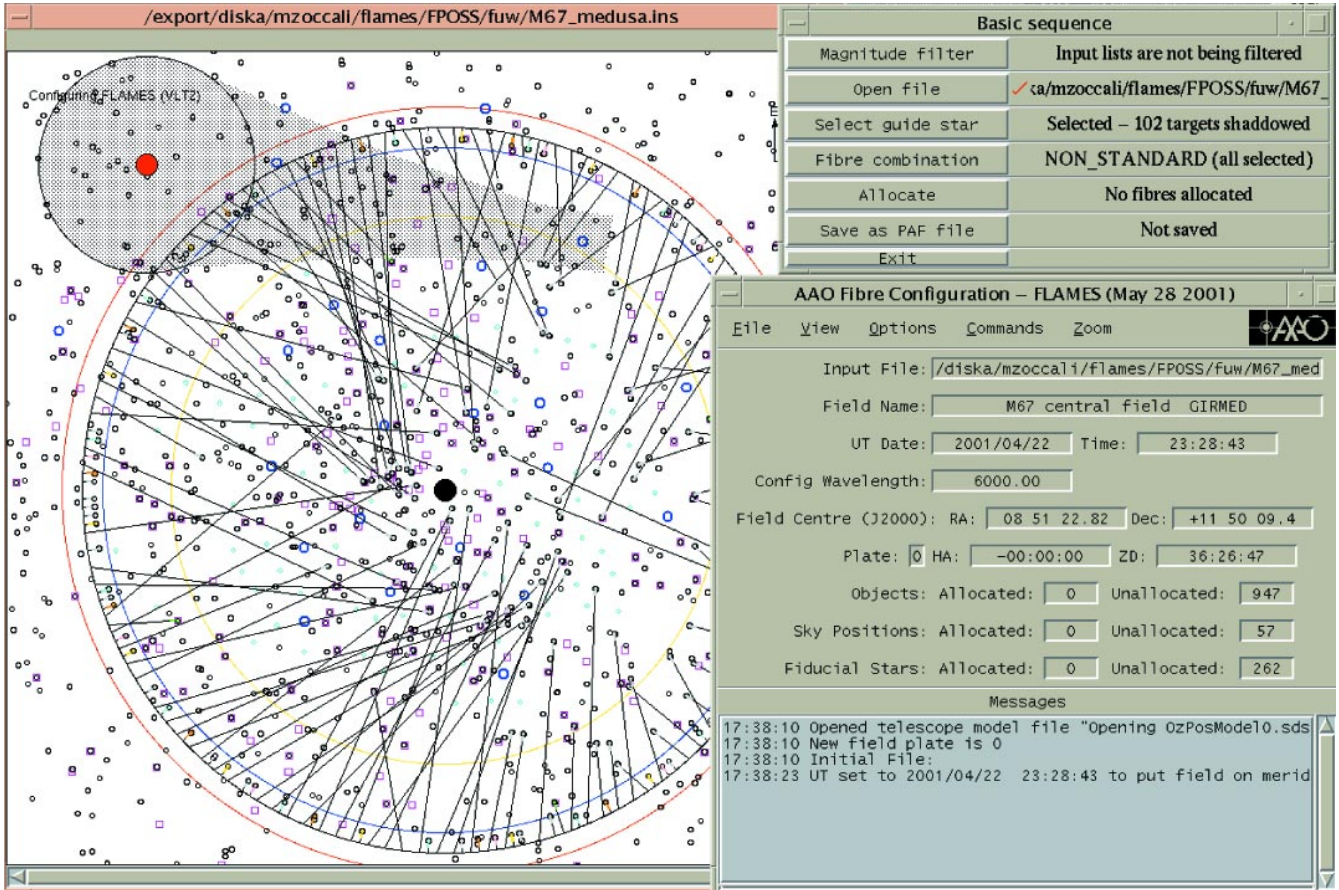 /export/diska/mzoccali/flames/FPOSS/fuw/M67_medusa.ins
Configuring FLAMES (VLT2)
E
Basic sequence
Magnitude filter Input lists are not being filtered
Open file ka/mzoccali/flames/FPOSS/fuw/M67_
Select guide star Selected – 102 targets shaddowed
Fibre combination NON_STANDARD (all selected)
Allocate No fibres allocated
Save as PAF file Not saved
Exit
AAO Fibre Configuration – FLAMES (May 28 2001)
File View Options Commands Zoom
AAO
Input File: /diska/mzoccali/flames/FPOSS/fuw/M67_med
Field Name: M67 central field GIRMED
UT Date: 2001/04/22 Time: 23:28:43
Config Wavelength: 6000.00
Field Centre (J2000): RA: 08 51 22.82 Dec: +11 50 09.4
Plate: 0 HA: -00:00:00 ZD: 36:26:47
Objects: Allocated: 0 Unallocated: 947
Sky Positions: Allocated: 0 Unallocated: 57
Fiducial Stars: Allocated: 0 Unallocated: 262
Messages
17:38:10 Opened telescope model file "Opening OzPosModel0.sds
17:38:10 New field plate is 0
17:38:10 Initial File:
17:38:23 UT set to 2001/04/22 23:28:43 to put field on merid